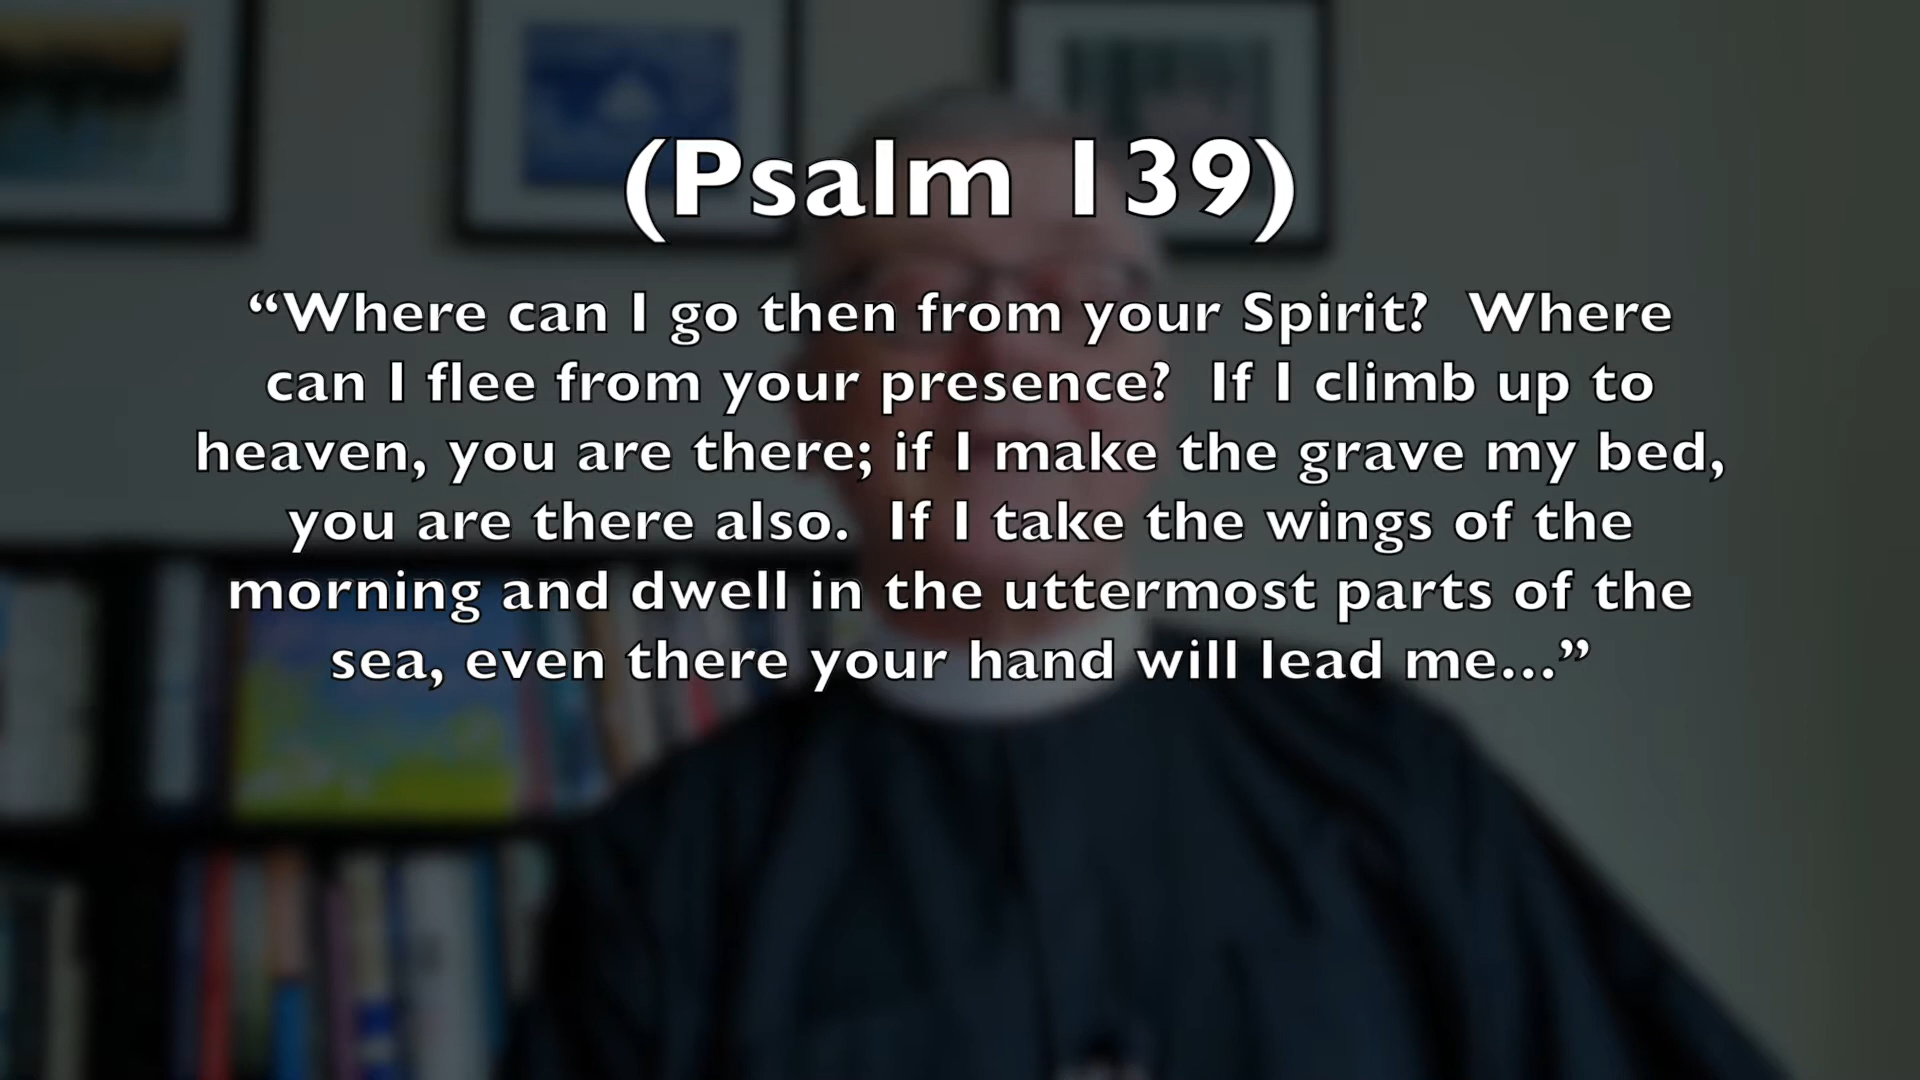 (Psalm 139)
“Where can I go then from your Spirit?  Where
can I flee from your presence?  If I climb up to
heaven, you are there; if I make the grave my bed,
you are there also.  If I take the wings of the
morning and dwell in the uttermost parts of the
sea, even there your hand will lead me...”